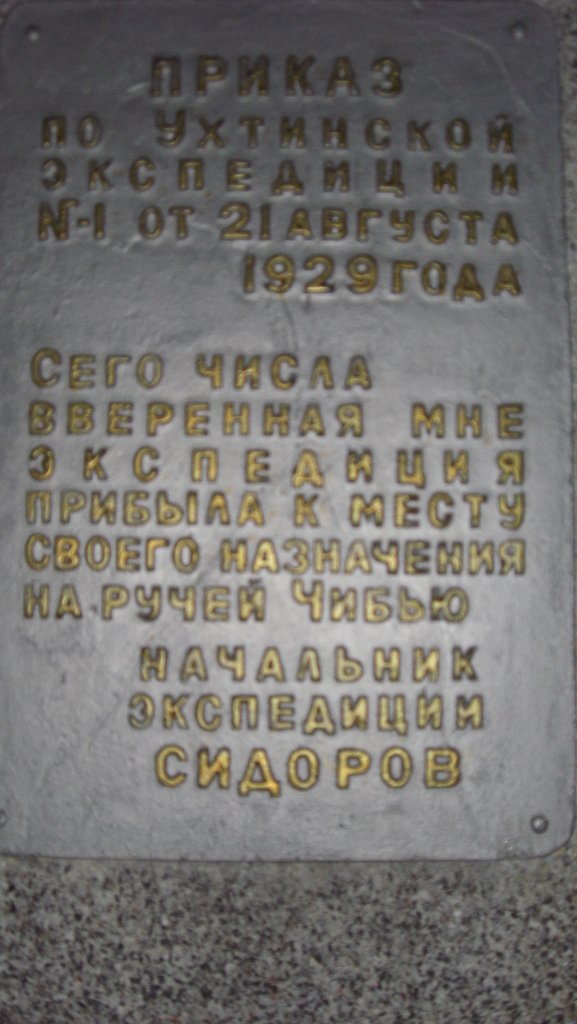 ПРИКАЗ
ПО УХТИНСКОЙ
ЭКСПЕДИЦИИ
№-1 ОТ 21 АВГУСТА
1929 ГОДА
СЕГО ЧИСЛА
ВВЕРЕННАЯ МНЕ
ЭКСПЕДИЦИЯ
ПРИБЫЛА К МЕСТУ
СВОЕГО НАЗНАЧЕНИЯ
НА РУЧЕЙ ЧИБЬЮ
НАЧАЛЬНИК
ЭКСПЕДИЦИИ
СИДОРОВ